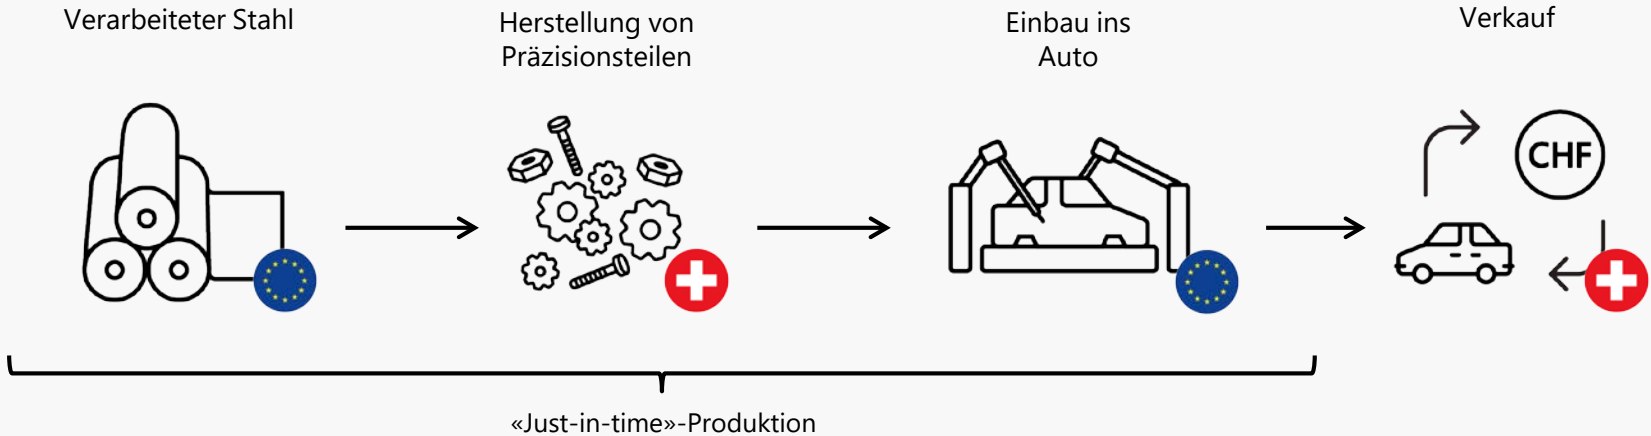 Verarbeiteter Stahl
Herstellung von
Präzisionsteilen
Einbau ins
Auto
Verkauf
CHF
«Just-in-time»-Produktion